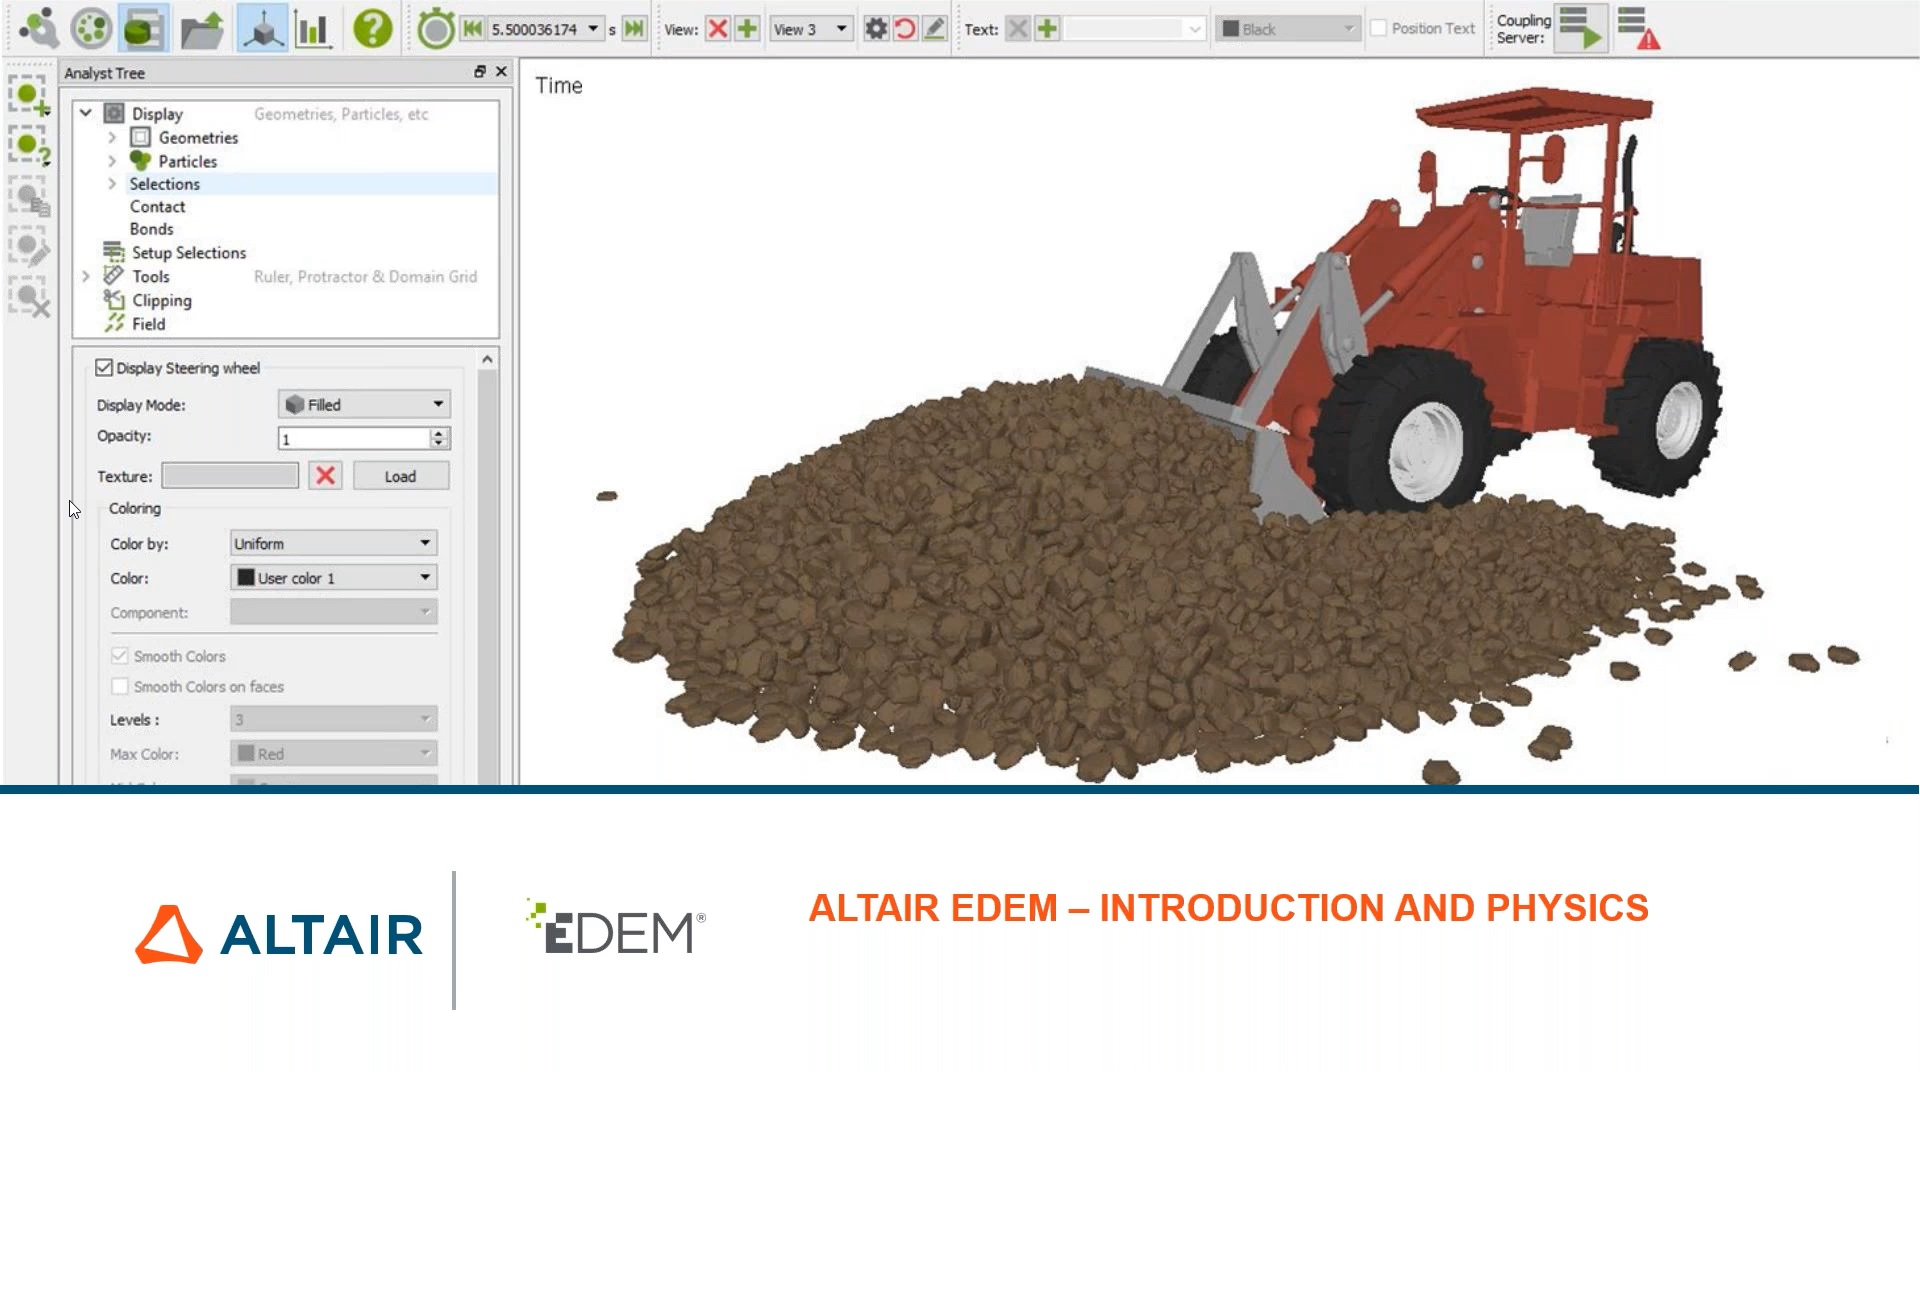 5.500036174 s View: View 3 Text: Black Position Text Coupling Server:
Analyst Tree
Time
Display Geometries, Particles, etc
Geometries
Particles
Selections
Contact
Bonds
Setup Selections
Tools Ruler, Protractor & Domain Grid
Clipping
Field
Display Steering wheel
Display Mode: Filled
Opacity: 1
Texture: Load
Coloring
Color by: Uniform
Color: User color 1
Component:
Smooth Colors
Smooth Colors on faces
Levels : 3
Max Color: Red
ALTAIR
EDEM®
ALTAIR EDEM – INTRODUCTION AND PHYSICS